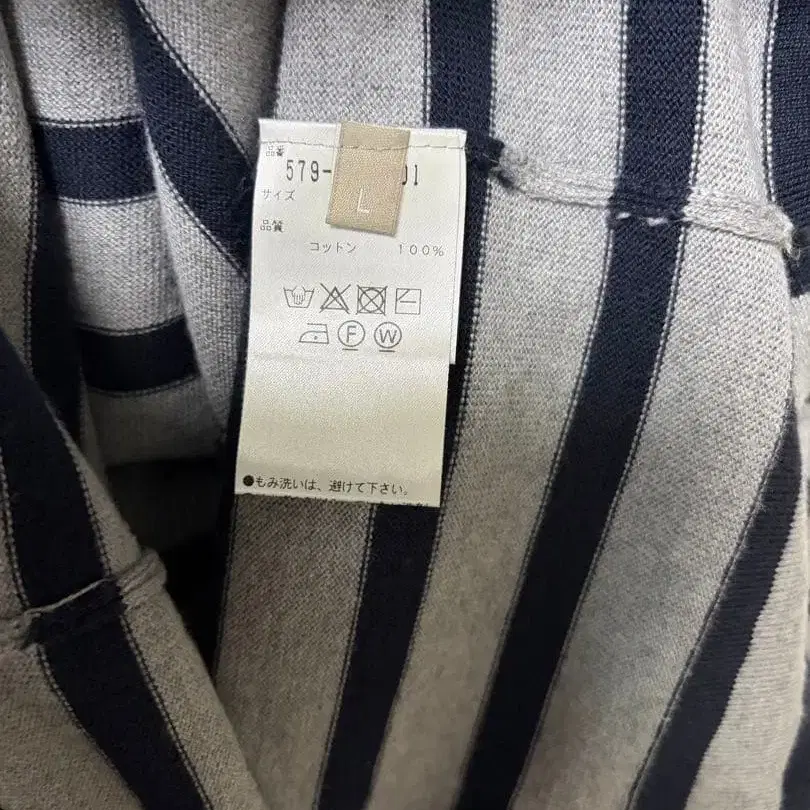 品番
579- 01
L
サイズ
品質
コットン 100%
F W
●もみ洗いは、避けて下さい。